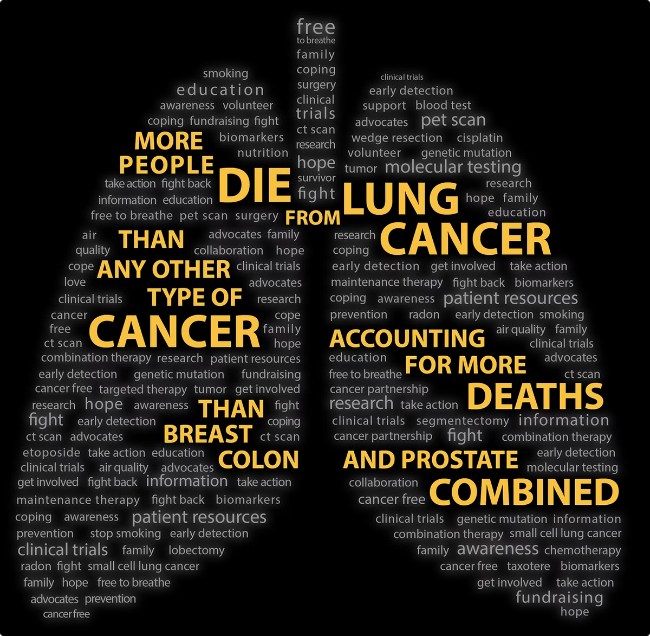 free
to breathe
family
coping
surgery
clinical
trials
ct scan
research
hope
survivor
fight
smoking
education
awareness volunteer
coping fundraising fight
MORE biomarkers
PEOPLE nutrition
take action fight back DIE
information education
free to breathe pet scan surgery FROM
air THAN advocates family
quality collaboration hope
cope ANY OTHER clinical trials
love advocates
clinical trials TYPE OF research
cancer CANCER cope
free family
ct scan hope
combination therapy research patient resources
early detection genetic mutation fundraising
cancer free targeted therapy tumor get involved
research hope awareness THAN fight
fight early detection coping
ct scan advocates BREAST ct scan
etoposide take action education
clinical trials air quality advocates COLON
get involved fight back information take action
maintenance therapy fight back biomarkers
coping awareness patient resources
prevention stop smoking early detection
clinical trials family lobectomy
radon fight small cell lung cancer
family hope free to breathe
advocates prevention
cancer free
clinical trials
early detection
support blood test
advocates pet scan
wedge resection cisplatin
volunteer genetic mutation
tumor molecular testing
LUNG research
hope family
education
research CANCER
coping
early detection get involved take action
maintenance therapy fight back biomarkers
coping awareness patient resources
prevention radon early detection smoking
ACCOUNTING air quality family
clinical trials
education FOR MORE advocates
free to breathe ct scan
cancer partnership DEATHS
research take action
clinical trials segmentectomy information
cancer partnership fight combination therapy
AND PROSTATE early detection
molecular testing
collaboration COMBINED
cancer free
clinical trials genetic mutation information
combination therapy small cell lung cancer
family awareness chemotherapy
cancer free taxotere biomarkers
get involved take action
fundraising
hope